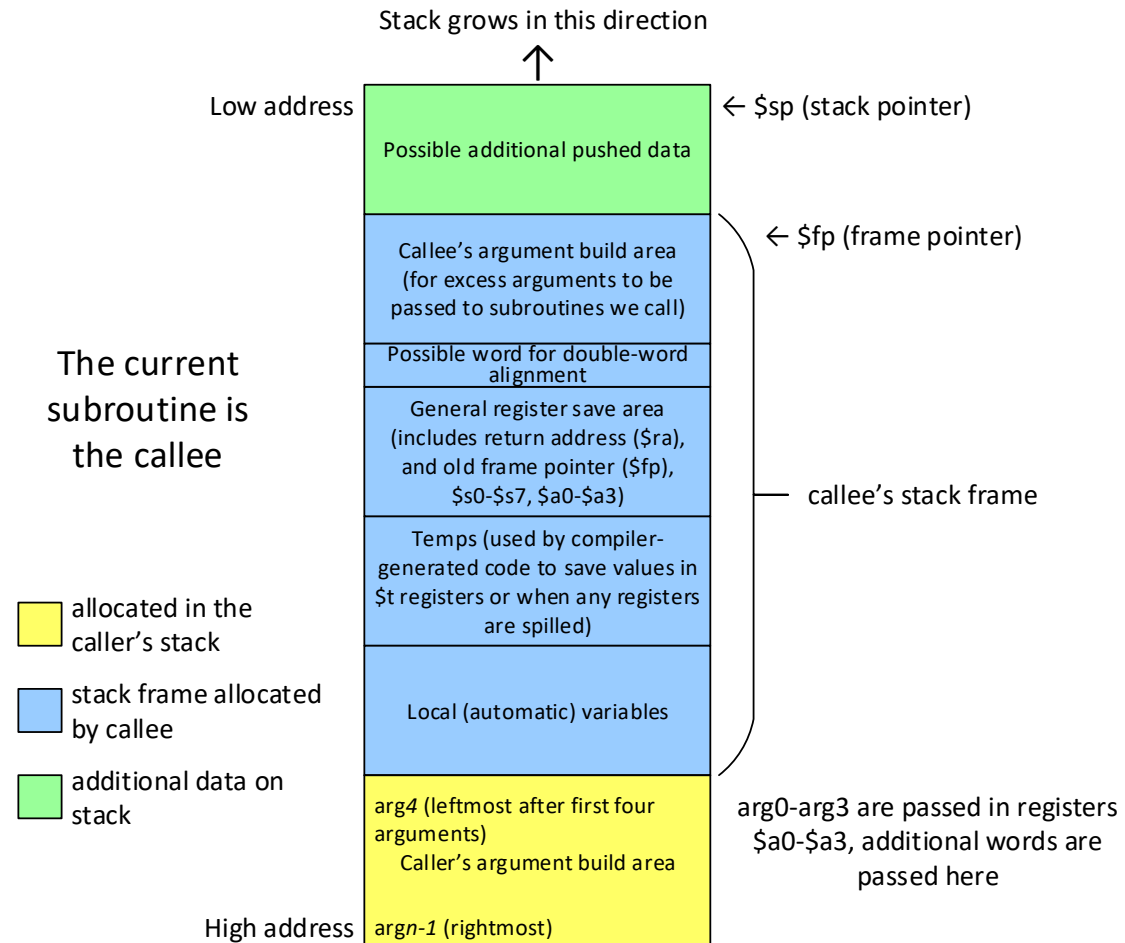 Stack grows in this direction
↑
Low address
← $sp (stack pointer)
Possible additional pushed data
← $fp (frame pointer)
Callee’s argument build area
(for excess arguments to be
passed to subroutines we call)
Possible word for double-word
alignment
The current
subroutine is
the callee
General register save area
(includes return address ($ra),
and old frame pointer ($fp),
$s0-$s7, $a0-$a3)
callee’s stack frame
Temps (used by compiler-
generated code to save values in
$t registers or when any registers
are spilled)
allocated in the
caller’s stack
stack frame allocated
by callee
additional data on
stack
Local (automatic) variables
arg4 (leftmost after first four
arguments)
Caller’s argument build area
arg0-arg3 are passed in registers
$a0-$a3, additional words are
passed here
High address
argn-1 (rightmost)